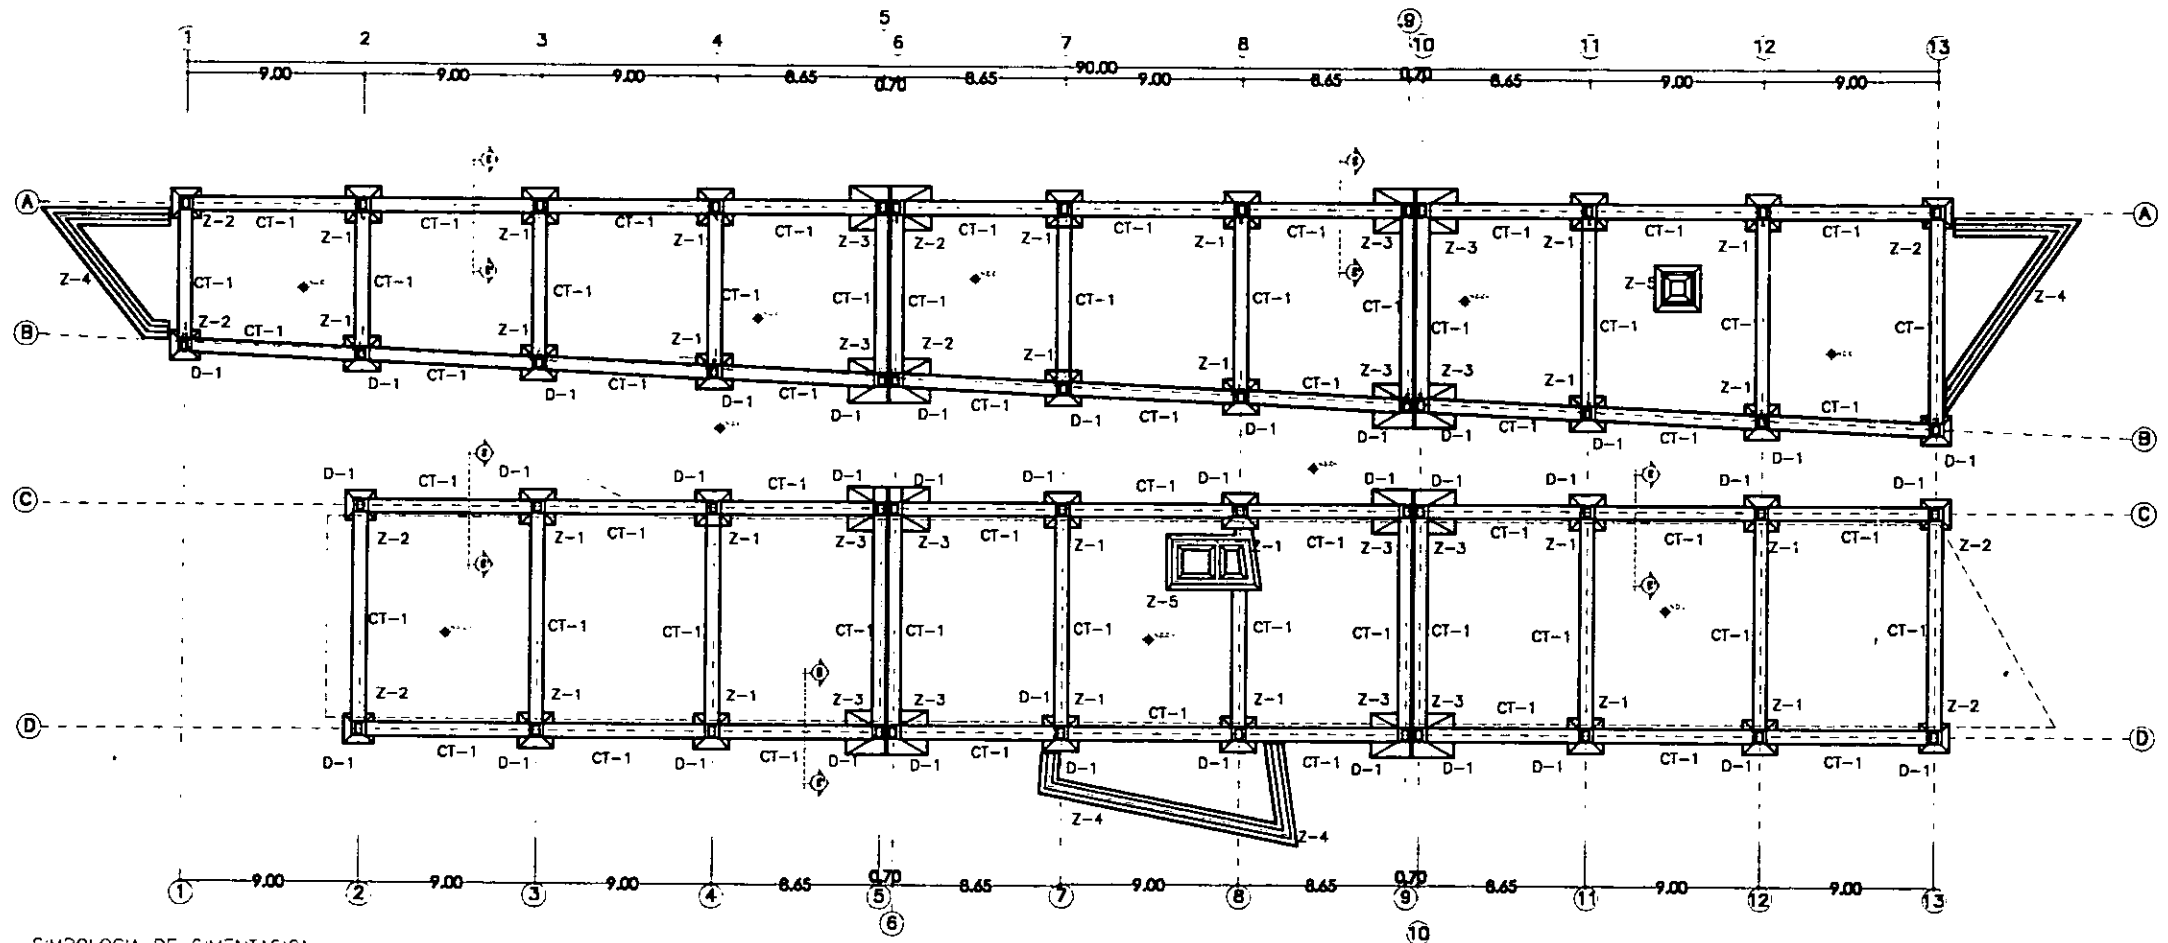 5 9
1 2 3 4 6 7 8 10 11 12 13
90.00
9.00 9.00 9.00 8.65 0.70 8.65 9.00 8.65 0.70 8.65 9.00 9.00
A A
Z-2 CT-1 Z-1 CT-1 Z-1 CT-1 Z-1 CT-1 Z-3 Z-2 CT-1 Z-1 CT-1 Z-1 CT-1 Z-3 Z-3 CT-1 Z-1 CT-1 Z-1 CT-1 Z-2
Z-4 CT-1 CT-1 CT-1 CT-1 CT-1 CT-1 CT-1 CT-1 CT-1 CT-1 CT-1 Z-5 CT- CT- Z-4
B Z-2 CT-1 Z-1 Z-1 Z-1 Z-3 Z-2 Z-1 Z-1 Z-3 Z-3 Z-1 Z-1
D-1 D-1 CT-1 D-1 CT-1 D-1 CT-1 D-1 D-1 CT-1 D-1 CT-1 D-1 CT-1 D-1 D-1 CT-1 D-1 CT-1 D-1 CT-1 D-1
B
D-1 CT-1 D-1 D-1 CT-1 D-1 D-1 D-1 CT-1 D-1 D-1 D-1 D-1 D-1 D-1
C C
Z-2 Z-1 CT-1 Z-1 Z-3 Z-3 CT-1 Z-1 Z-1 CT-1 Z-3 Z-3 CT-1 Z-1 CT-1 Z-1 CT-1 Z-2
Z-5
CT-1 CT-1 CT-1 CT-1 CT-1 CT-1 CT-1 CT-1 CT-1 CT-1 CT-1 CT-1
Z-2 Z-1 Z-1 Z-3 Z-3 D-1 Z-1 CT-1 Z-1 Z-3 Z-3 CT-1 Z-1 Z-1 CT-1 Z-2
D D
D-1 CT-1 D-1 CT-1 D-1 CT-1 D-1 D-1 CT-1 D-1 D-1 CT-1 D-1 D-1 D-1 CT-1 D-1 CT-1 D-1
Z-4 Z-4
9.00 9.00 9.00 8.65 0.70 8.65 9.00 8.65 0.70 8.65 9.00 9.00
1 2 3 4 5 7 8 9 11 12 13
6 10